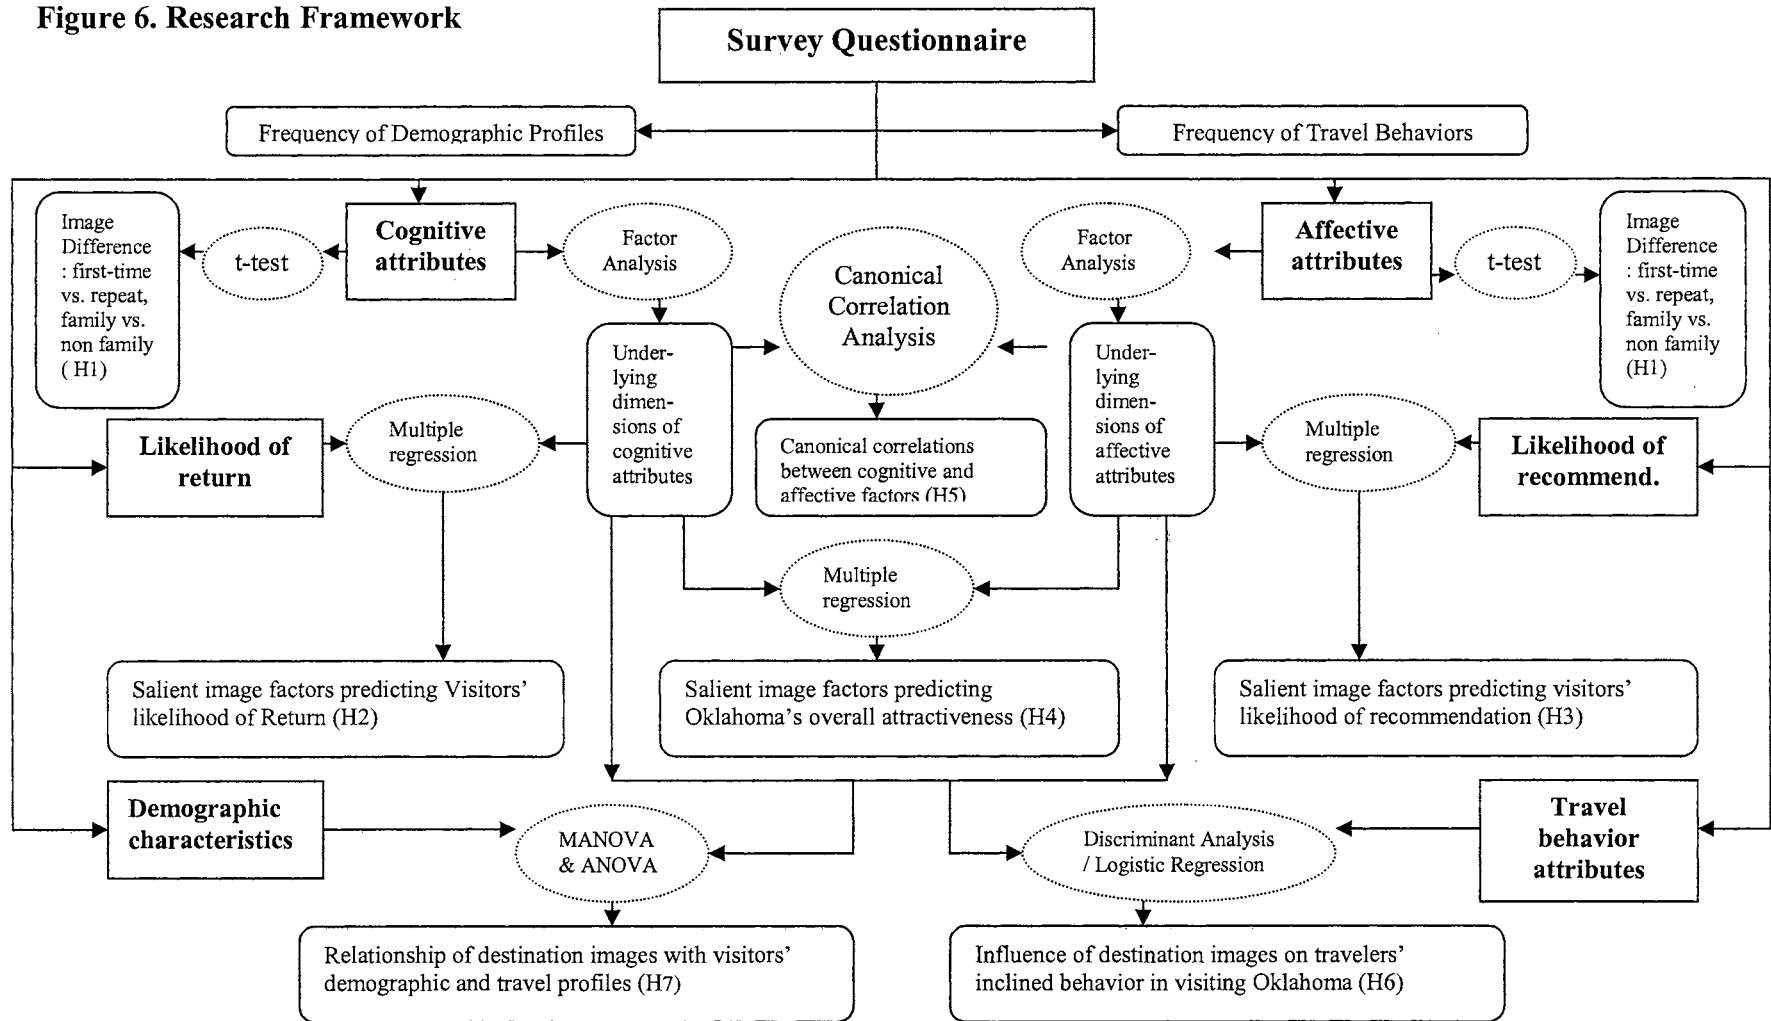 Figure 6. Research Framework
Survey Questionnaire
Frequency of Demographic Profiles
Frequency of Travel Behaviors
Image
Difference
: first-time
vs. repeat,
family vs.
non family
( H1)
t-test
Cognitive
attributes
Factor
Analysis
Canonical
Correlation
Analysis
Factor
Analysis
Affective
attributes
t-test
Image
Difference
: first-time
vs. repeat,
family vs.
non family
(H1)
Likelihood of
return
Multiple
regression
Under-
lying
dimen-
sions of
cognitive
attributes
Canonical correlations
between cognitive and
affective factors (H5)
Under-
lying
dimen-
sions of
affective
attributes
Multiple
regression
Likelihood of
recommend.
Multiple
regression
Salient image factors predicting Visitors'
likelihood of Return (H2)
Salient image factors predicting
Oklahoma's overall attractiveness (H4)
Salient image factors predicting visitors'
likelihood of recommendation (H3)
Demographic
characteristics
MANOVA
& ANOVA
Discriminant Analysis
/ Logistic Regression
Travel
behavior
attributes
Relationship of destination images with visitors'
demographic and travel profiles (H7)
Influence of destination images on travelers'
inclined behavior in visiting Oklahoma (H6)